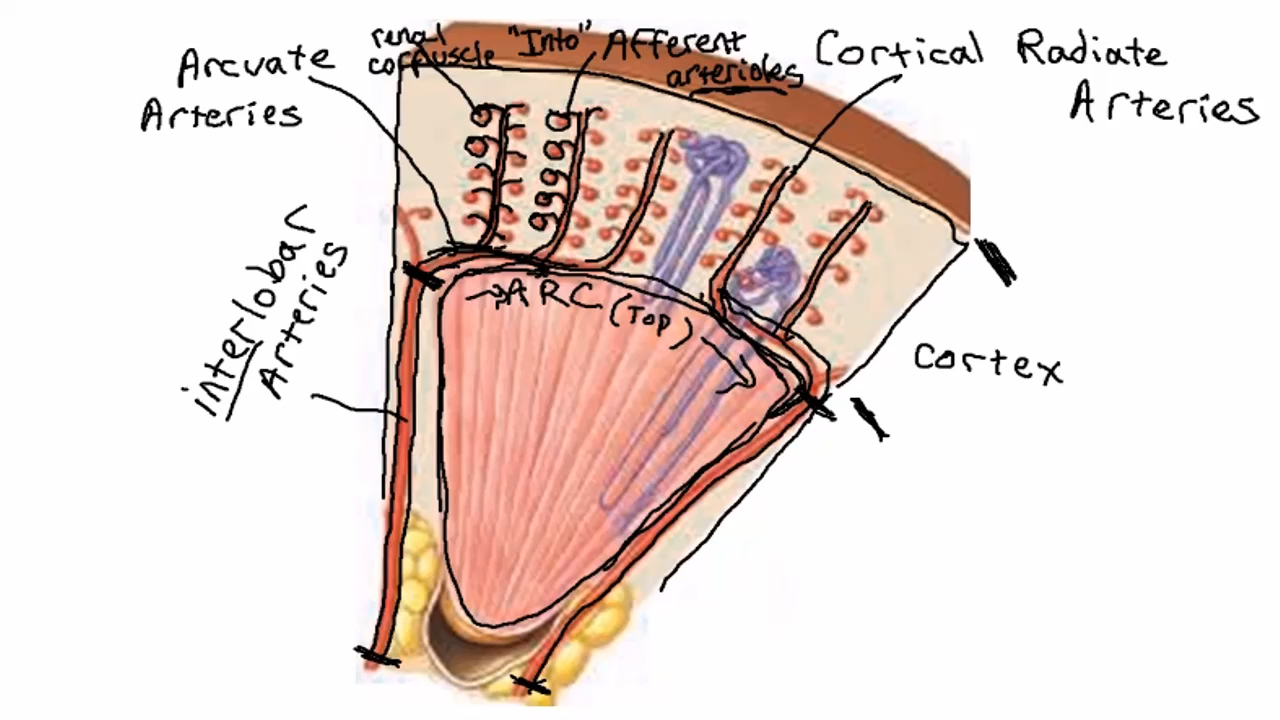 Arcuate
Arteries
renal
corpuscle
"Into" Afferent
arterioles
Cortical Radiate
Arteries
interlobar
Arteries
→ARC (Top)
Cortex